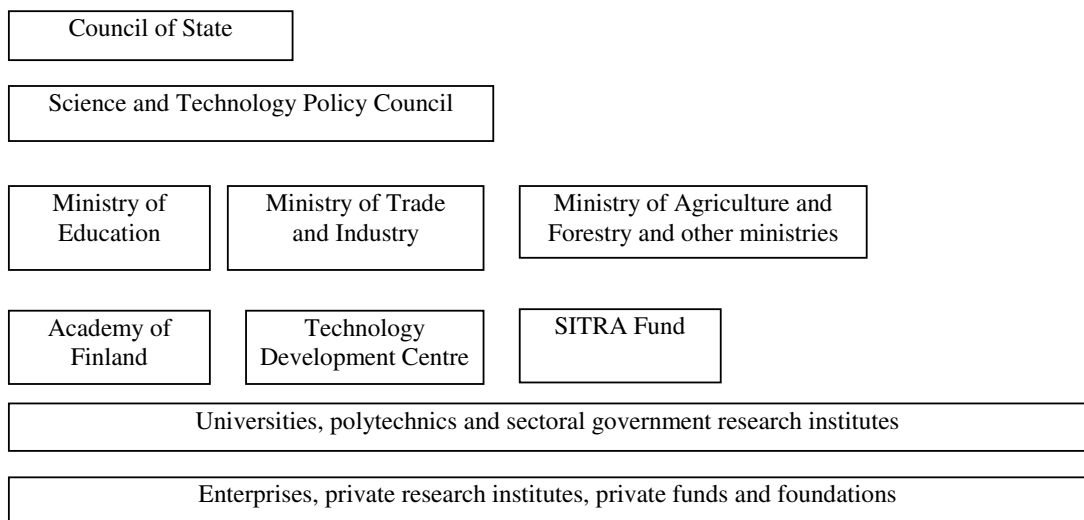 Council of State
Science and Technology Policy Council
Ministry of
Education
Ministry of Trade
and Industry
Ministry of Agriculture and
Forestry and other ministries
Academy of
Finland
Technology
Development Centre
SITRA Fund
Universities, polytechnics and sectoral government research institutes
Enterprises, private research institutes, private funds and foundations